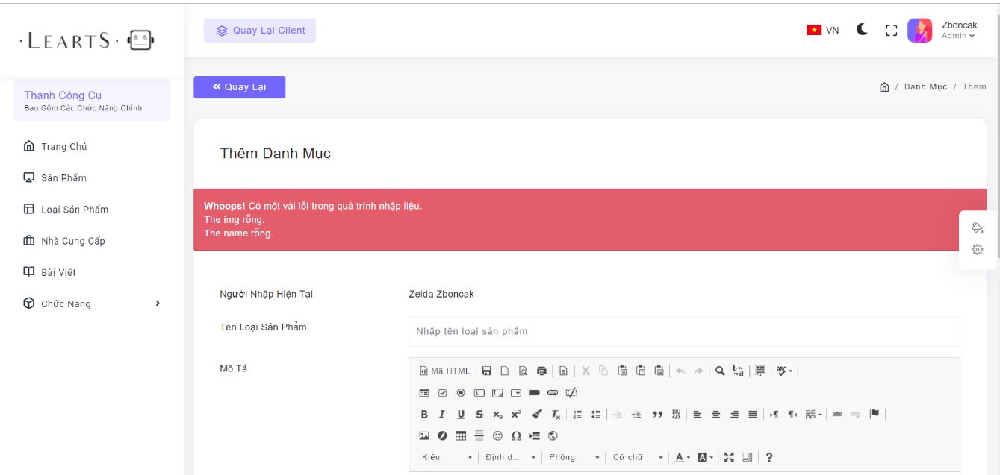 · LEARTS ·
Quay Lại Client
VN
Zboncak
Admin
Thanh Công Cụ
Bao Gồm Các Chức Năng Chính
Quay Lại
/ Danh Mục / Thêm
Trang Chủ
Sản Phẩm
Loại Sản Phẩm
Nhà Cung Cấp
Bài Viết
Chức Năng
Thêm Danh Mục
Whoops! Có một vài lỗi trong quá trình nhập liệu.
The img rỗng.
The name rỗng.
Người Nhập Hiện Tại
Zelda Zboncak
Tên Loại Sản Phẩm
Nhập tên loại sản phẩm
Mô Tả
Mã HTML
Kiểu
Định d...
Phông
Cỡ chữ